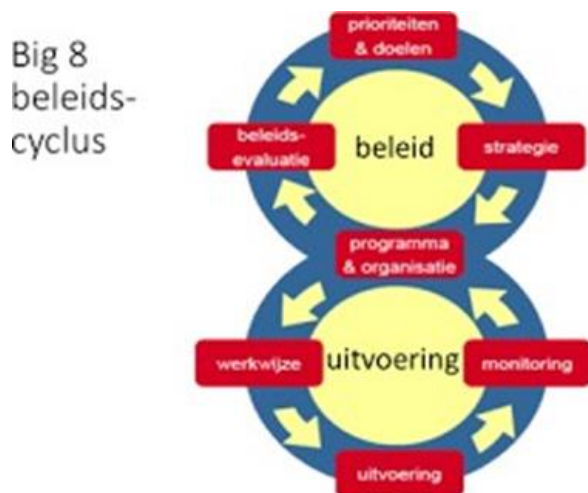 Big 8
beleids-
cyclus
prioriteiten
& doelen
beleids-
evaluatie
beleid
strategie
programma
& organisatie
werkwijze
uitvoering
monitoring
uitvoering